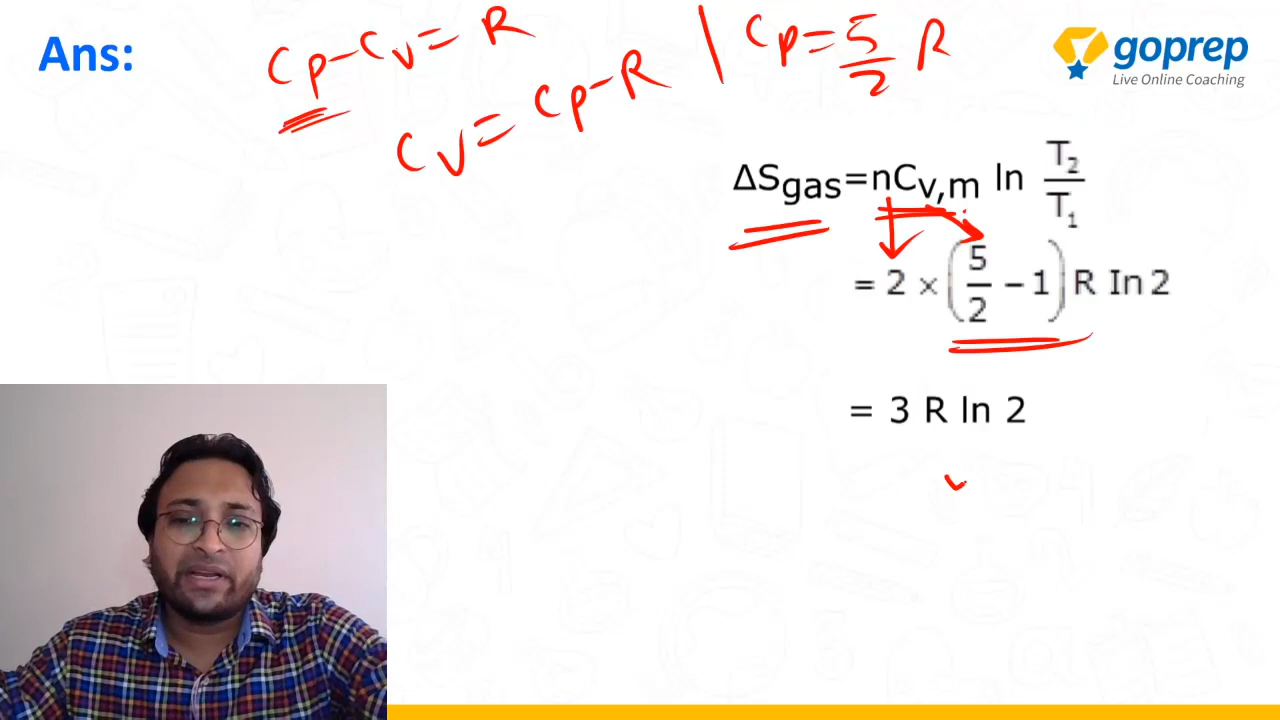 Ans:
Cp-Cv=R
Cv=Cp-R
| Cp=5/2 R
goprep
Live Online Coaching
ΔSgas=nCv,m ln T2/T1
= 2 × (5/2 − 1) R In 2
= 3 R ln 2